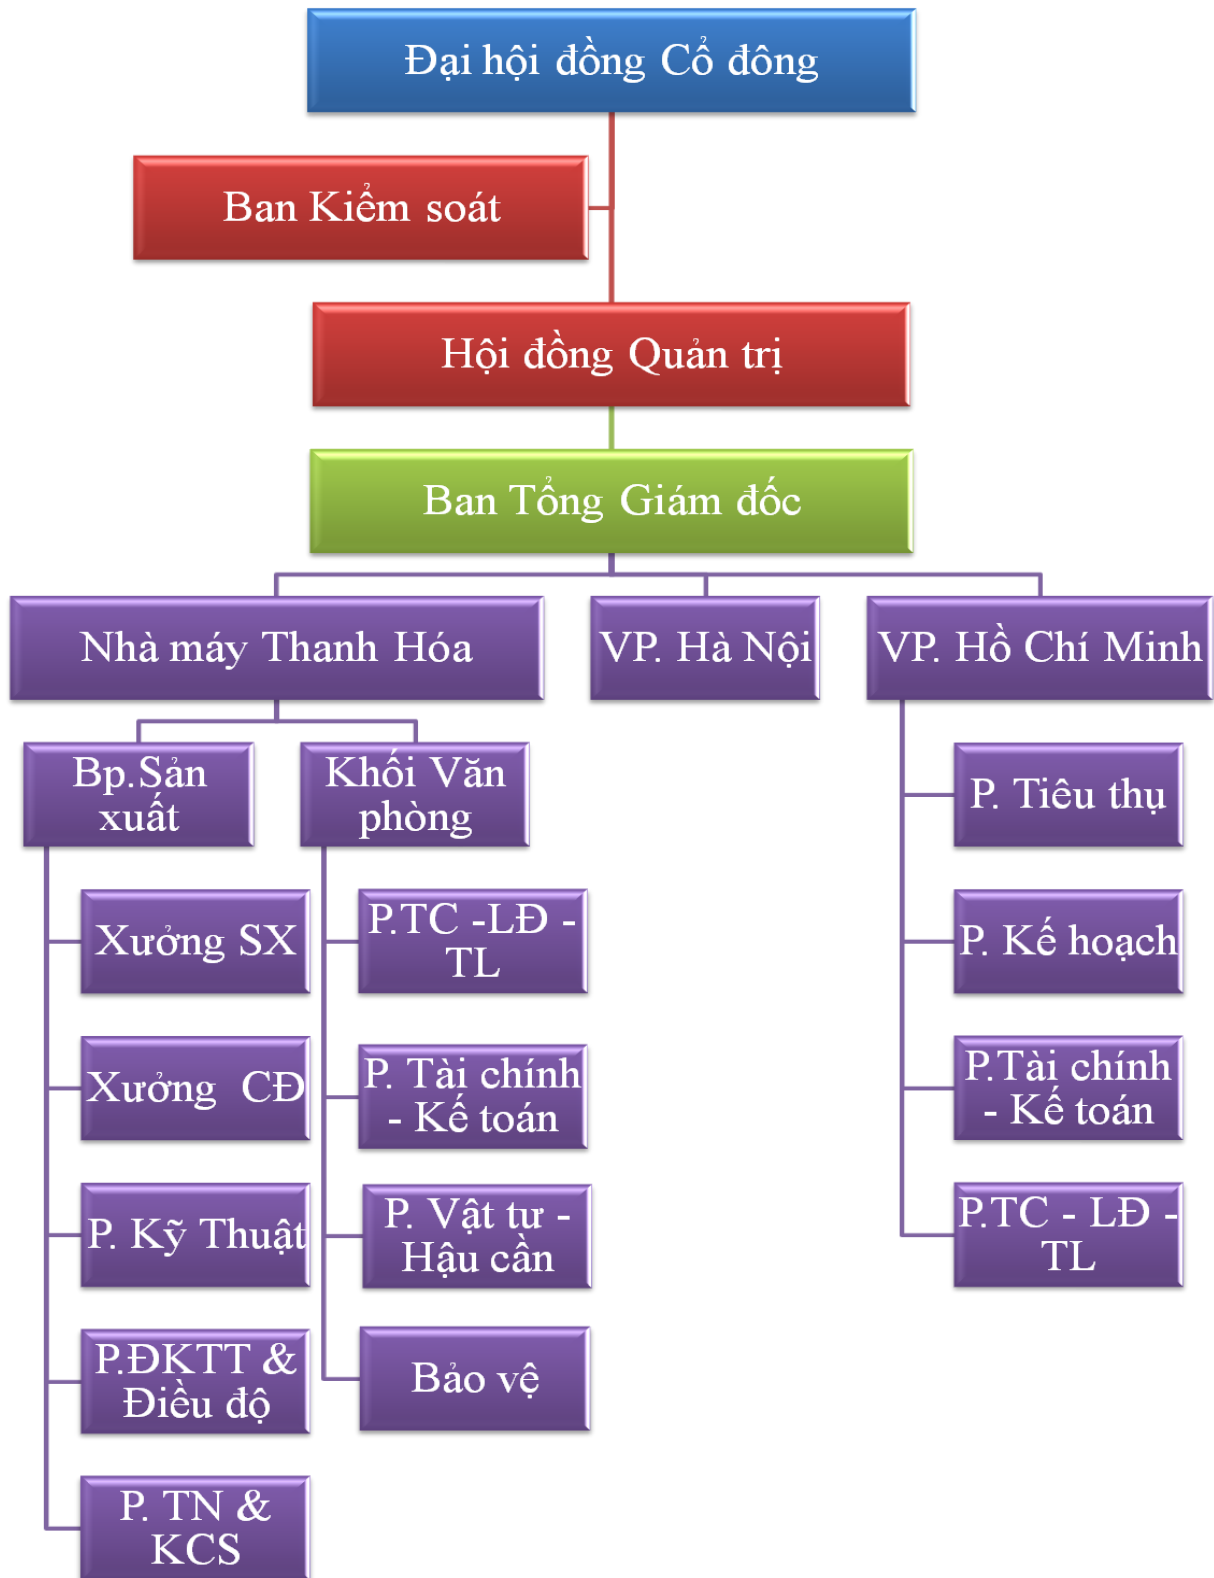 Đại hội đồng Cổ đông
Ban Kiểm soát
Hội đồng Quản trị
Ban Tổng Giám đốc
Nhà máy Thanh Hóa
VP. Hà Nội
VP. Hồ Chí Minh
Bp.Sản
xuất
Khối Văn
phòng
Xưởng SX
Xưởng CĐ
P. Kỹ Thuật
P.ĐKTT &
Điều độ
P. TN &
KCS
P.TC -LĐ -
TL
P. Tài chính
- Kế toán
P. Vật tư -
Hậu cần
Bảo vệ
P. Tiêu thụ
P. Kế hoạch
P.Tài chính
- Kế toán
P.TC - LĐ -
TL